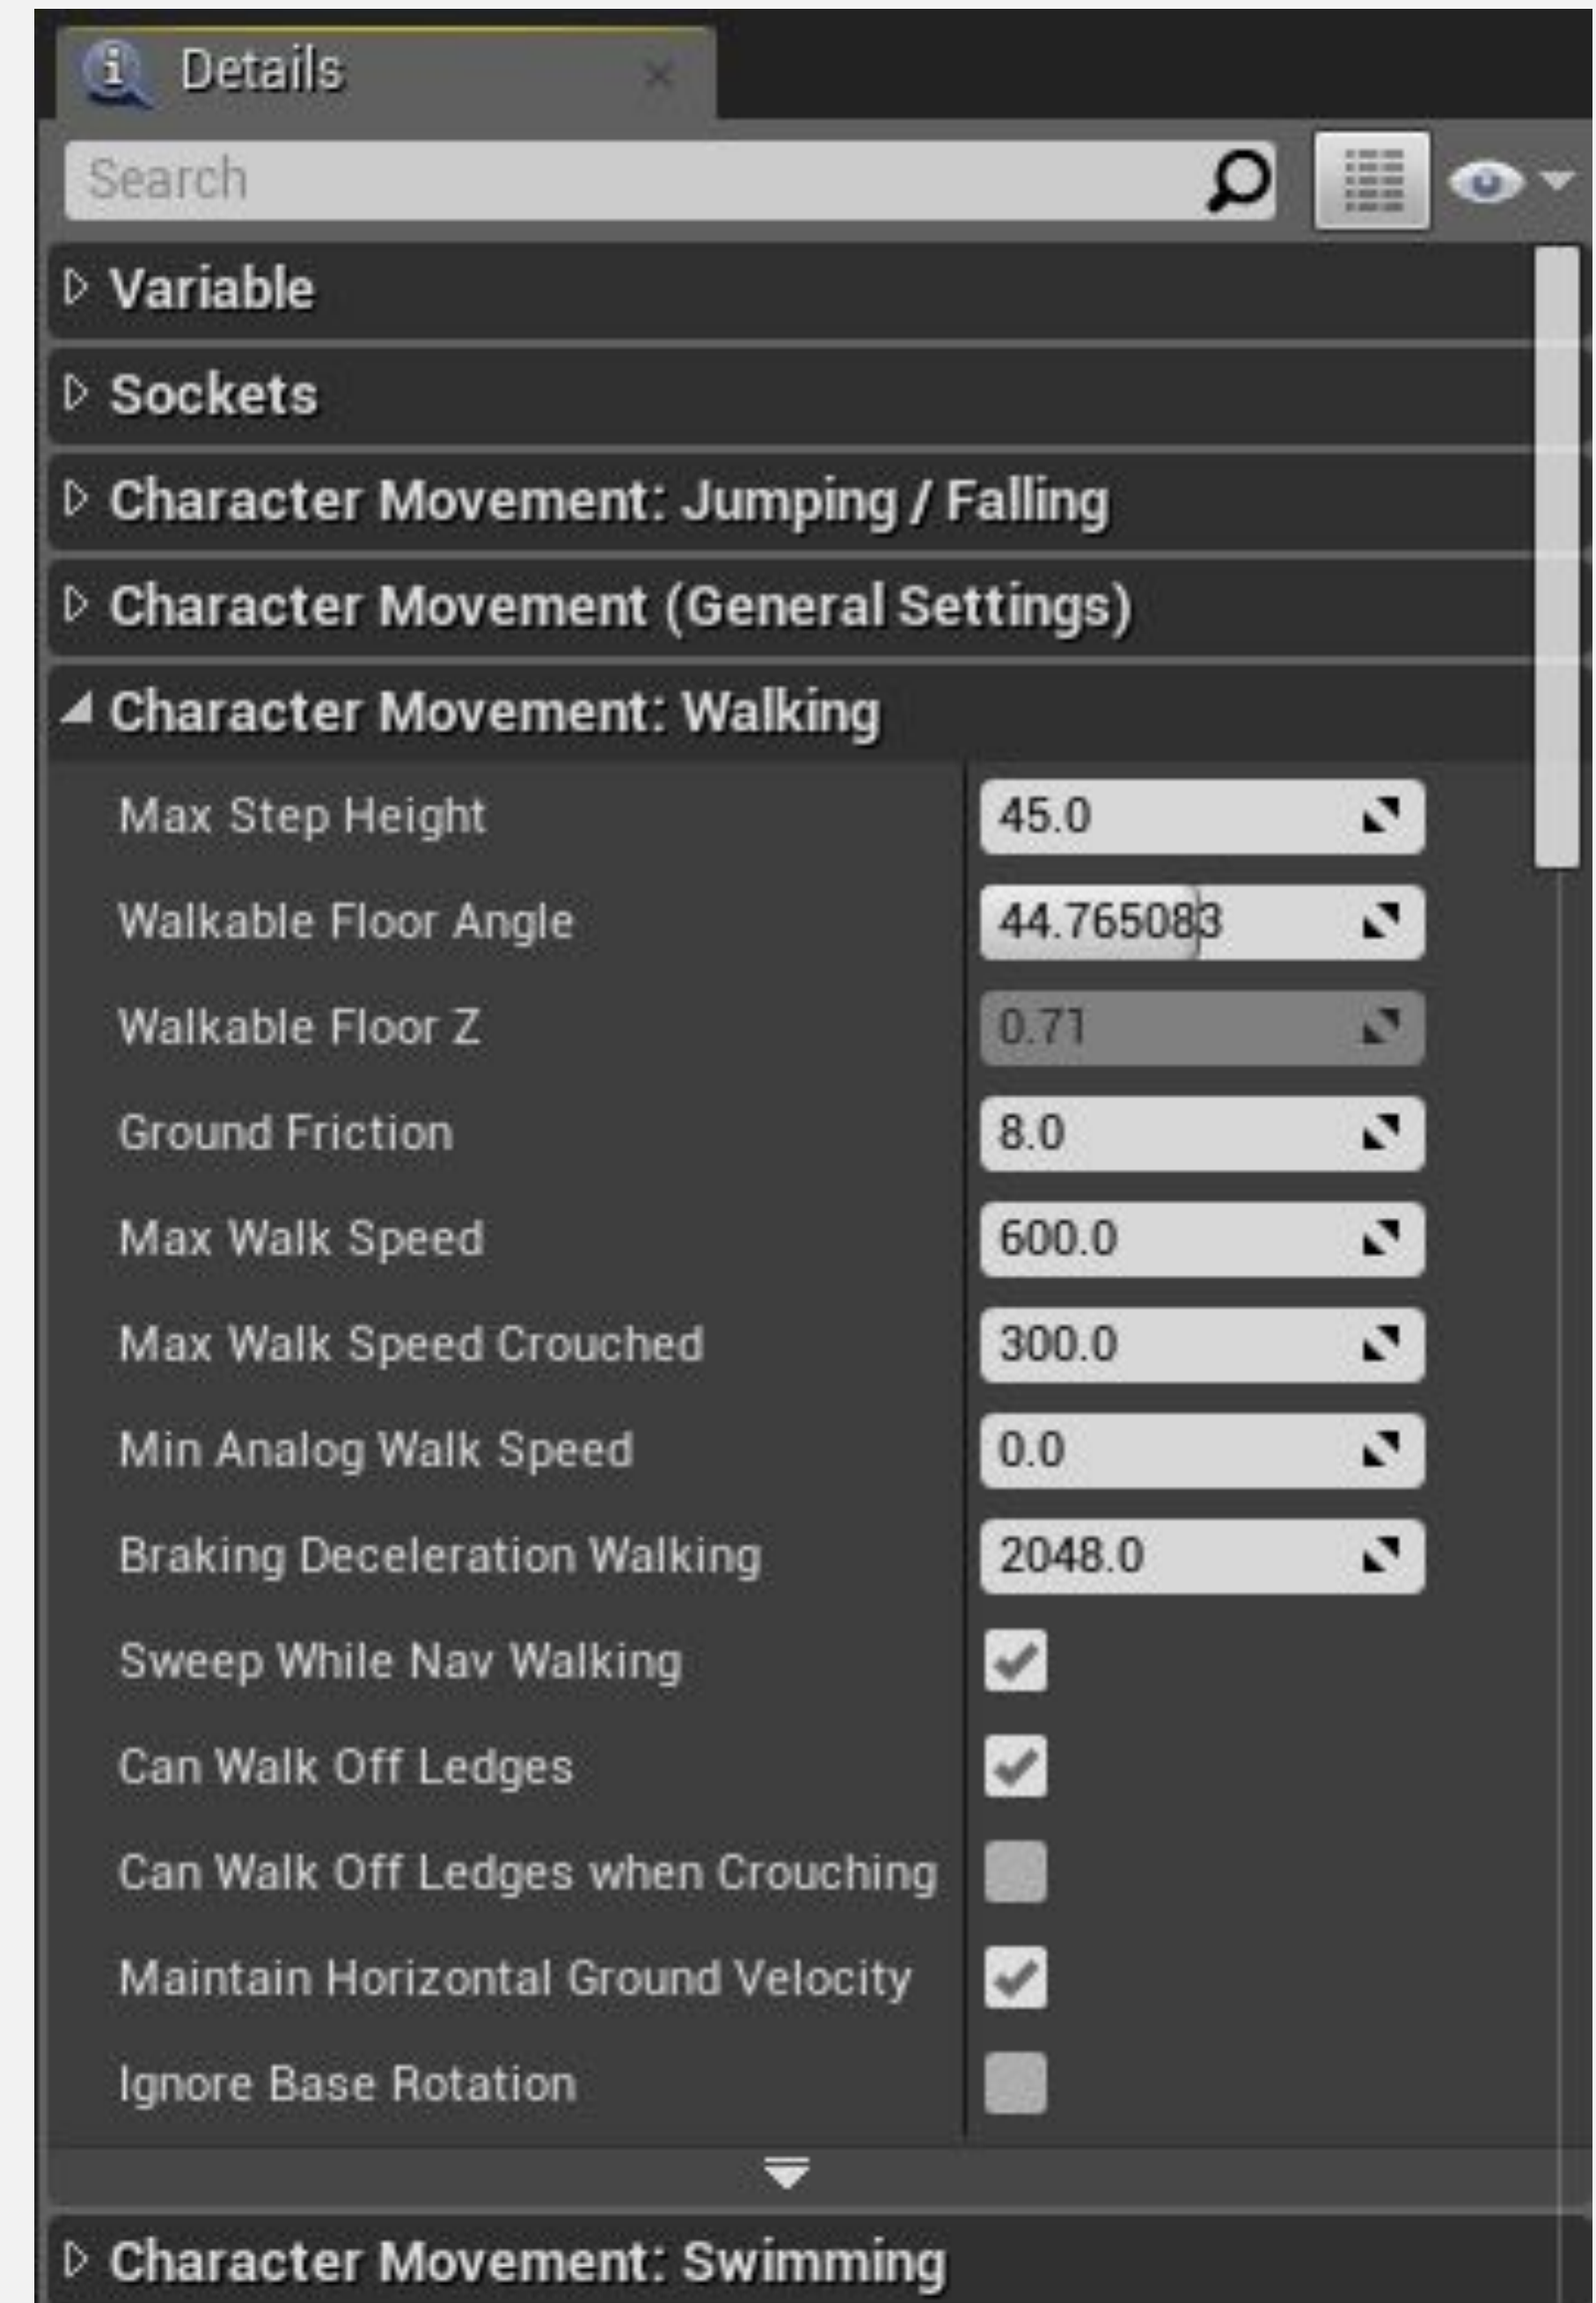 Details
Search
Variable
Sockets
Character Movement: Jumping / Falling
Character Movement (General Settings)
Character Movement: Walking
Max Step Height 45.0
Walkable Floor Angle 44.765083
Walkable Floor Z 0.71
Ground Friction 8.0
Max Walk Speed 600.0
Max Walk Speed Crouched 300.0
Min Analog Walk Speed 0.0
Braking Deceleration Walking 2048.0
Sweep While Nav Walking
Can Walk Off Ledges
Can Walk Off Ledges when Crouching
Maintain Horizontal Ground Velocity
Ignore Base Rotation
Character Movement: Swimming